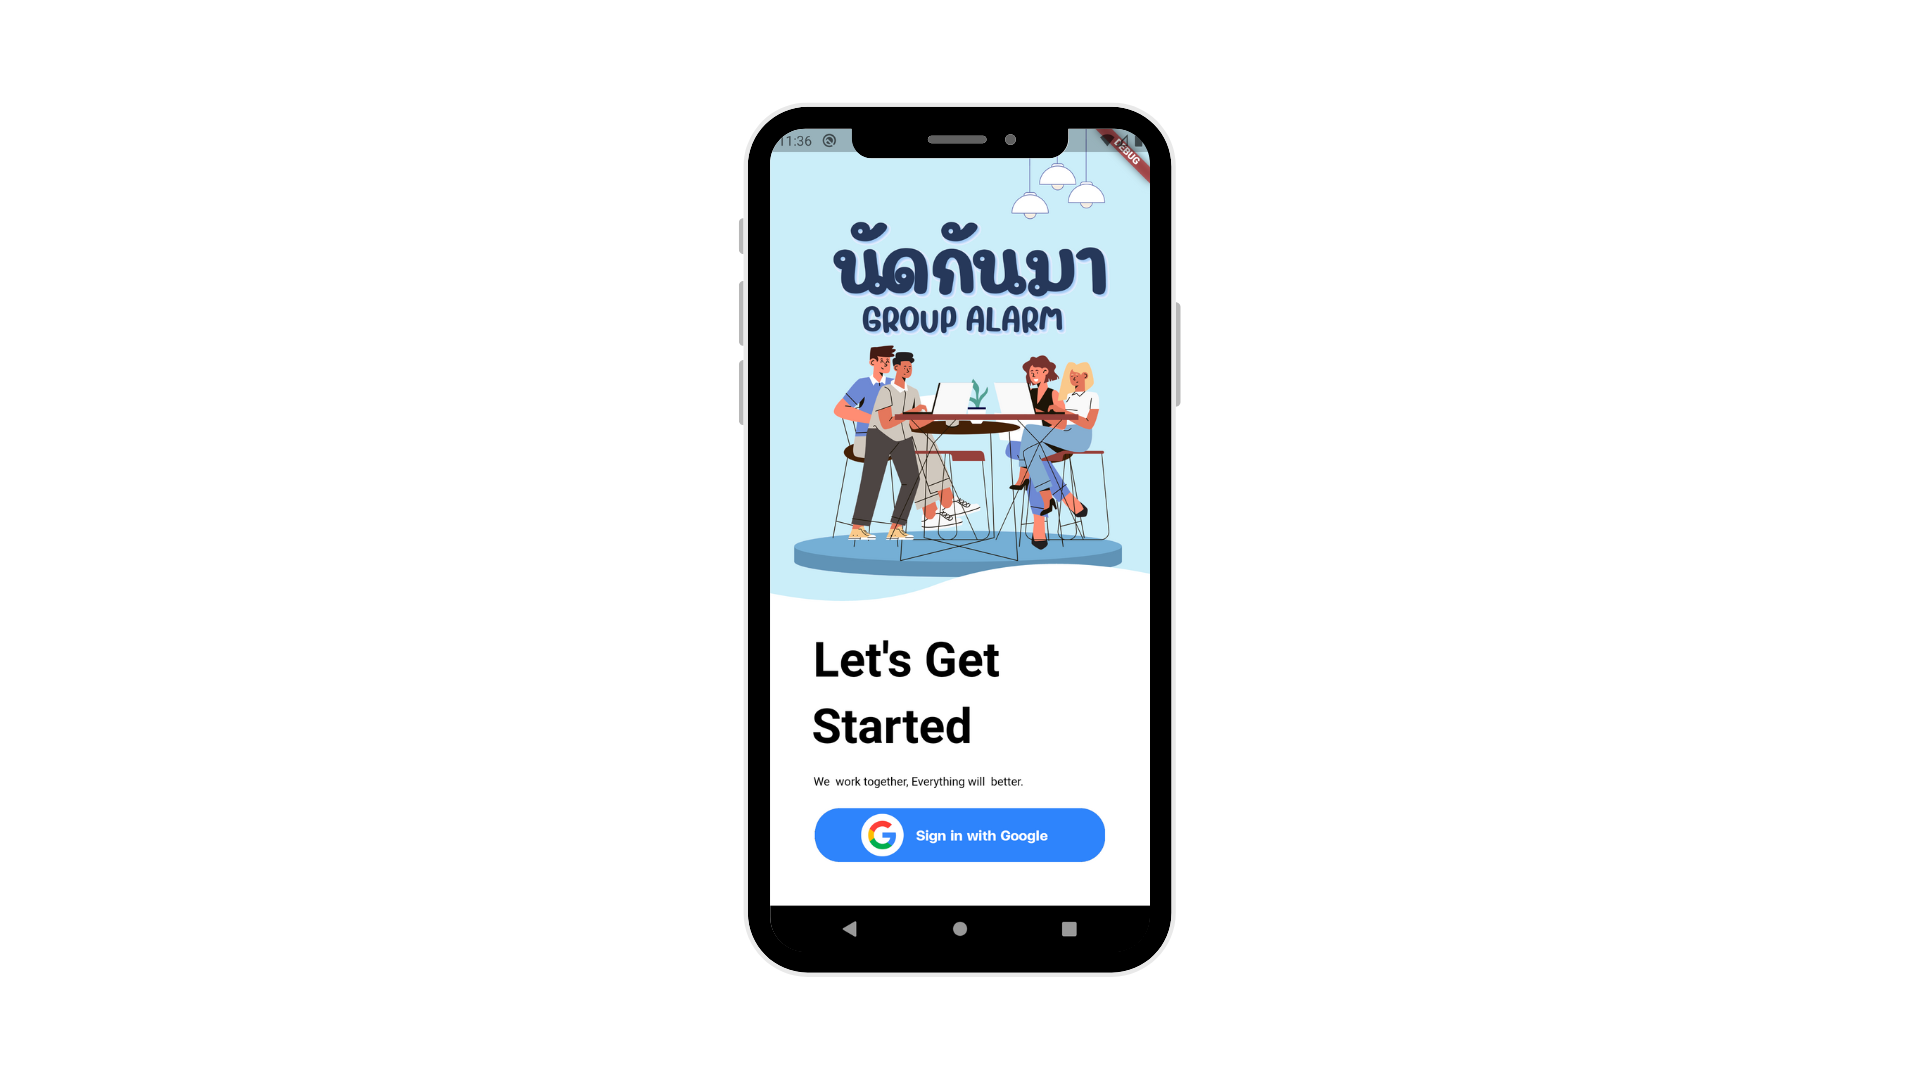 11:36
DEBUG
นัดกันมา
GROUP ALARM
Let's Get
Started
We  work together, Everything will  better.
Sign in with Google